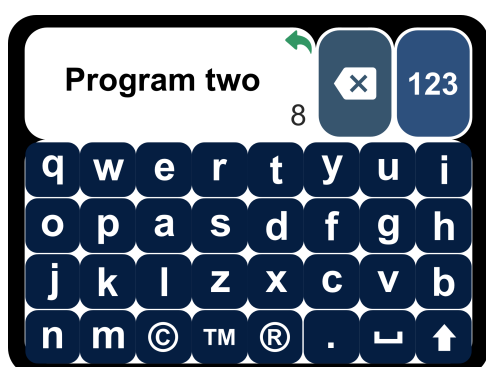 Program two
8
123
q w e r t y u i
o p a s d f g h
j k l z x c v b
n m © TM ® .